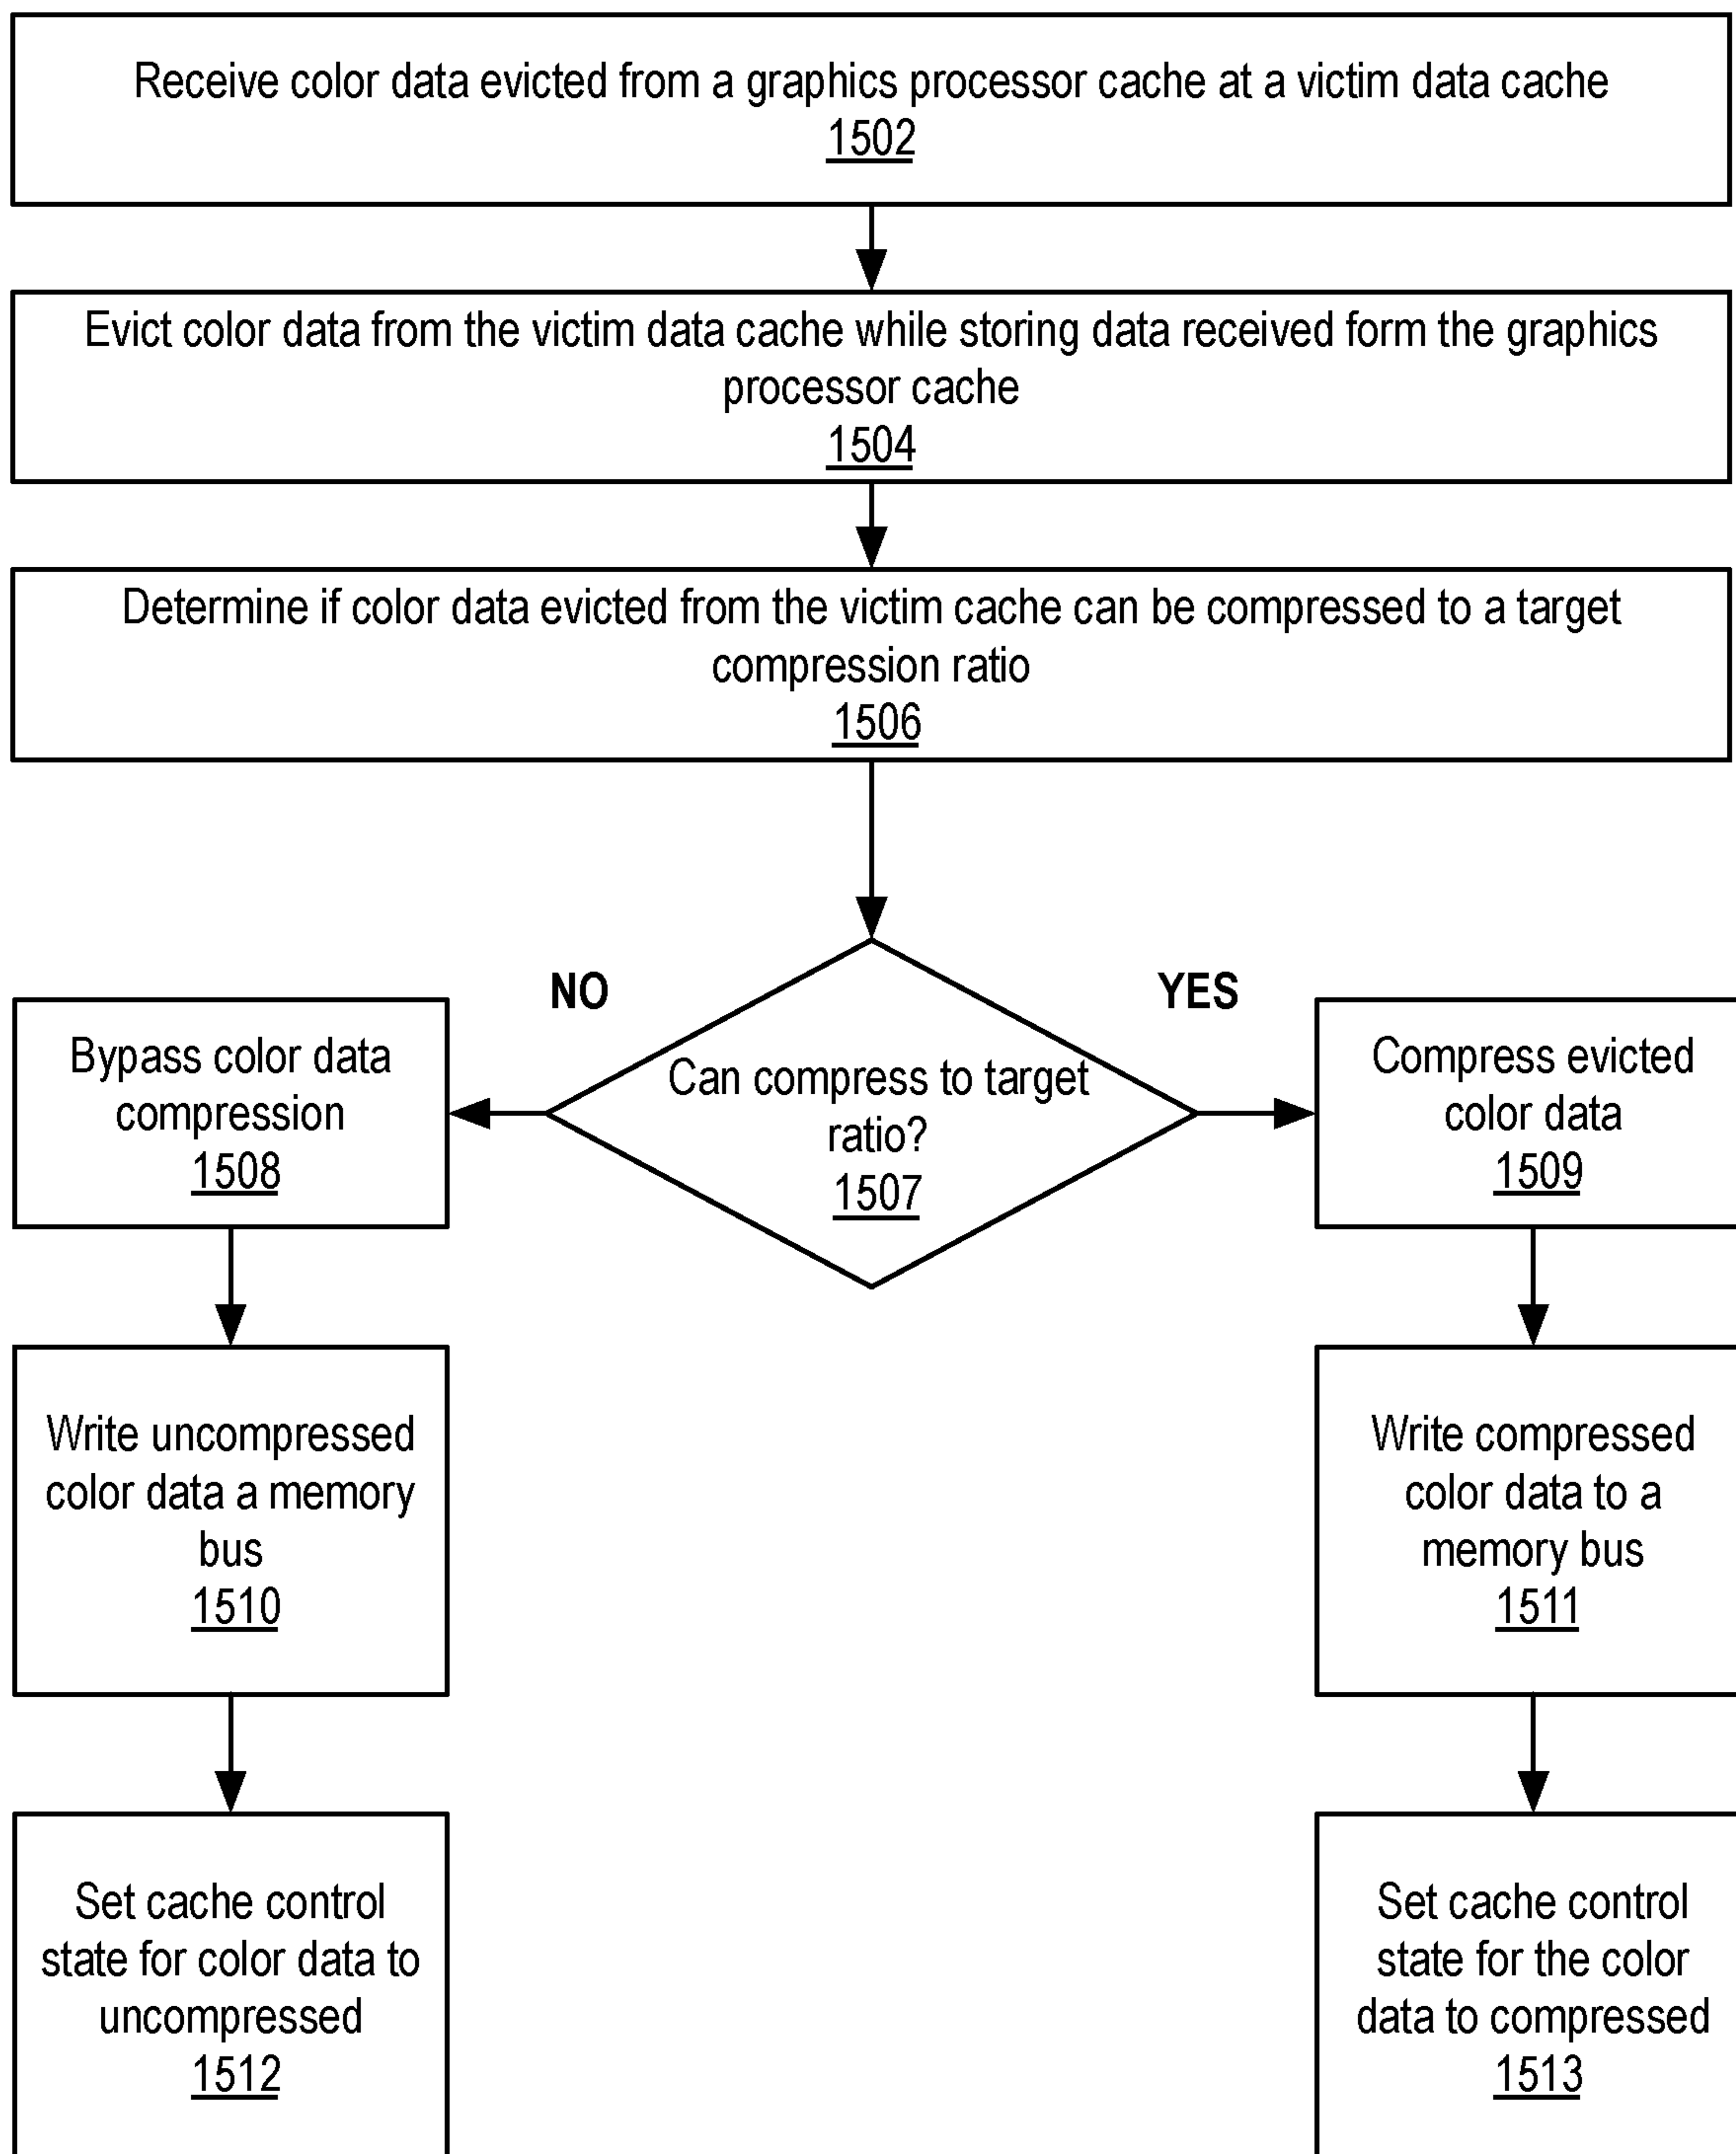 Receive color data evicted from a graphics processor cache at a victim data cache
1502
Evict color data from the victim data cache while storing data received form the graphics
processor cache
1504
Determine if color data evicted from the victim cache can be compressed to a target
compression ratio
1506
NO
YES
Can compress to target
ratio?
1507
Bypass color data
compression
1508
Compress evicted
color data
1509
Write uncompressed
color data a memory
bus
1510
Write compressed
color data to a
memory bus
1511
Set cache control
state for color data to
uncompressed
1512
Set cache control
state for the color
data to compressed
1513